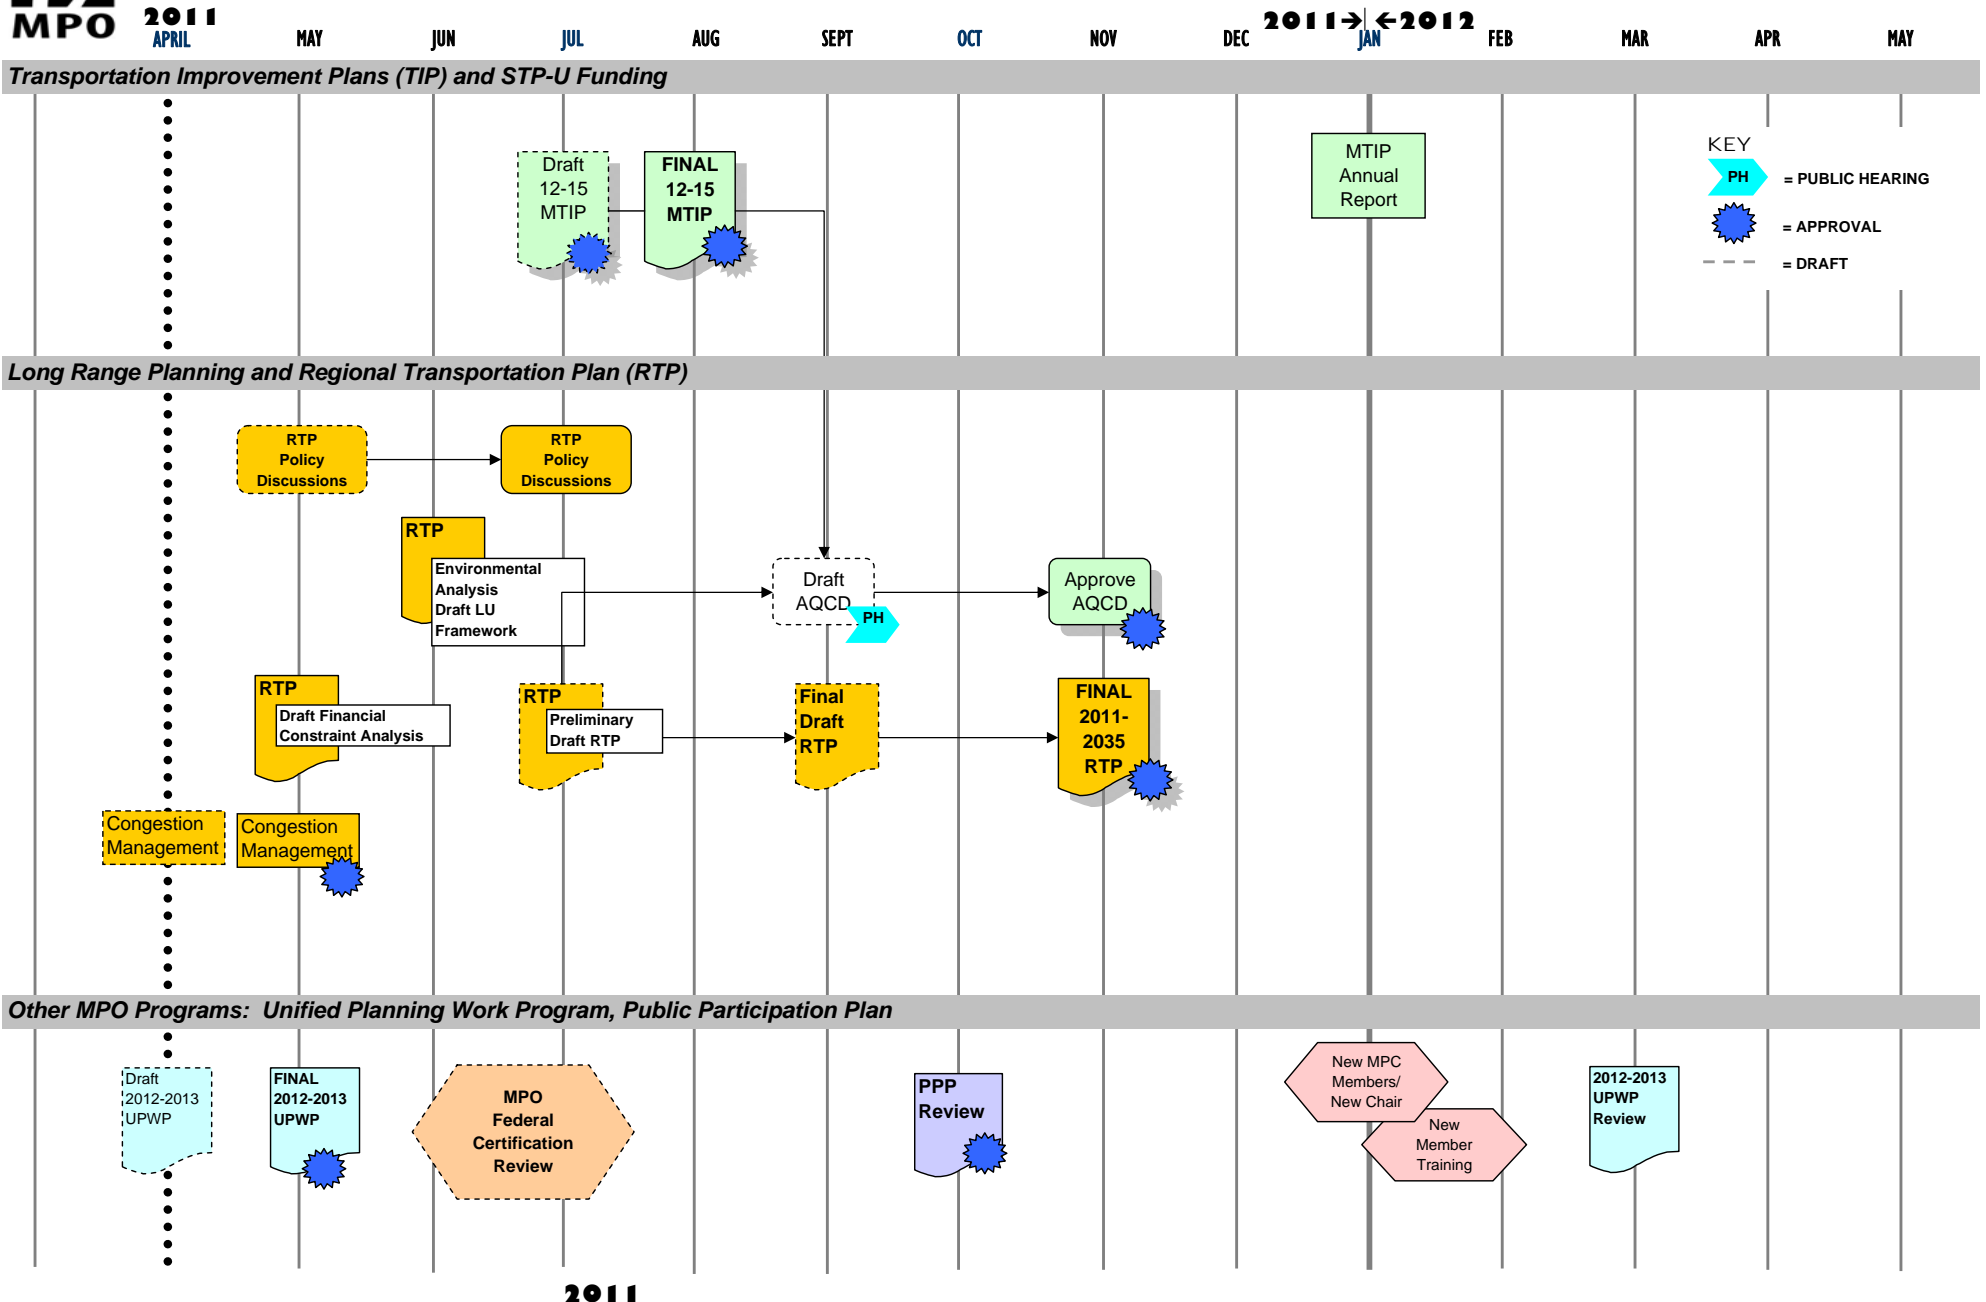 MPO
2011
2011→ ←2012
APRIL MAY JUN JUL AUG SEPT OCT NOV DEC JAN FEB MAR APR MAY
Transportation Improvement Plans (TIP) and STP-U Funding
Draft
12-15
MTIP
FINAL
12-15
MTIP
MTIP
Annual
Report
KEY
PH = PUBLIC HEARING
= APPROVAL
= DRAFT
Long Range Planning and Regional Transportation Plan (RTP)
RTP
Policy
Discussions
RTP
Policy
Discussions
RTP
Environmental
Analysis
Draft LU
Framework
Draft
AQCD
PH
Approve
AQCD
RTP
Draft Financial
Constraint Analysis
RTP
Preliminary
Draft RTP
Final
Draft
RTP
FINAL
2011-
2035
RTP
Congestion
Management
Congestion
Management
Other MPO Programs: Unified Planning Work Program, Public Participation Plan
Draft
2012-2013
UPWP
FINAL
2012-2013
UPWP
MPO
Federal
Certification
Review
PPP
Review
New MPC
Members/
New Chair
New
Member
Training
2012-2013
UPWP
Review
2011